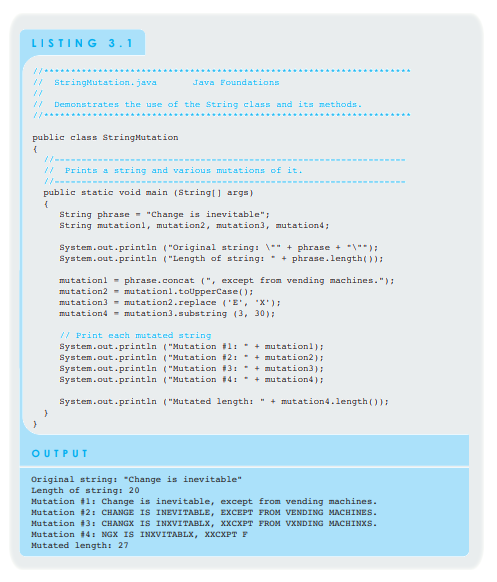 LISTING 3.1
//**********************************************************************
//  StringMutation.java       Java Foundations
//
//  Demonstrates the use of the String class and its methods.
//**********************************************************************
public class StringMutation
{
//--------------------------------------------------------------------
//  Prints a string and various mutations of it.
//--------------------------------------------------------------------
public static void main (String[] args)
{
String phrase = "Change is inevitable";
String mutation1, mutation2, mutation3, mutation4;
System.out.println ("Original string: \"" + phrase + "\"");
System.out.println ("Length of string: " + phrase.length());
mutation1 = phrase.concat (", except from vending machines.");
mutation2 = mutation1.toUpperCase();
mutation3 = mutation2.replace ('E', 'X');
mutation4 = mutation3.substring (3, 30);
// Print each mutated string
System.out.println ("Mutation #1: " + mutation1);
System.out.println ("Mutation #2: " + mutation2);
System.out.println ("Mutation #3: " + mutation3);
System.out.println ("Mutation #4: " + mutation4);
System.out.println ("Mutated length: " + mutation4.length());
}
}
OUTPUT
Original string: "Change is inevitable"
Length of string: 20
Mutation #1: Change is inevitable, except from vending machines.
Mutation #2: CHANGE IS INEVITABLE, EXCEPT FROM VENDING MACHINES.
Mutation #3: CHANGX IS INXVITABLX, XXCXPT FROM VXNDING MACHINXS.
Mutation #4: NGX IS INXVITABLX, XXCXPT F
Mutated length: 27